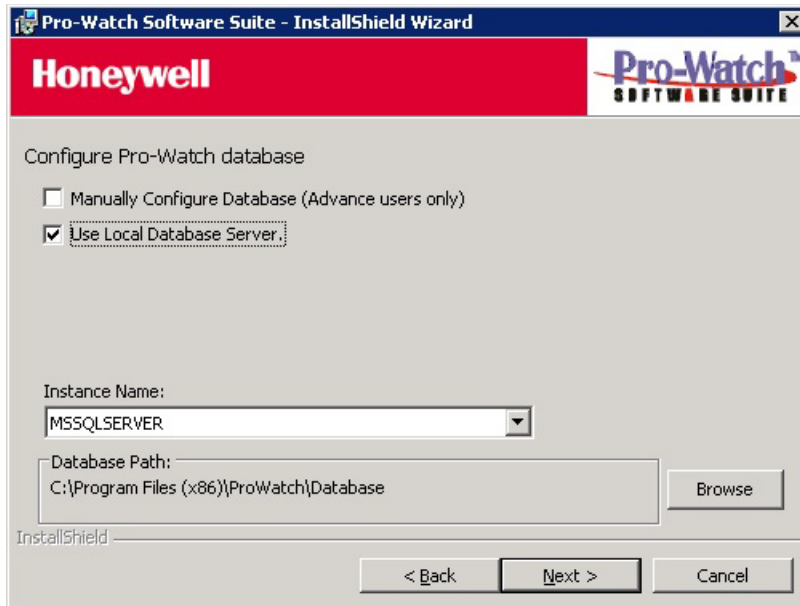 Pro-Watch Software Suite - InstallShield Wizard
Honeywell
Pro-Watch™
SOFTWARE SUITE
Configure Pro-Watch database
Manually Configure Database (Advance users only)
Use Local Database Server.
Instance Name:
MSSQLSERVER
Database Path:
C:\Program Files (x86)\ProWatch\Database
Browse
InstallShield
< Back
Next >
Cancel